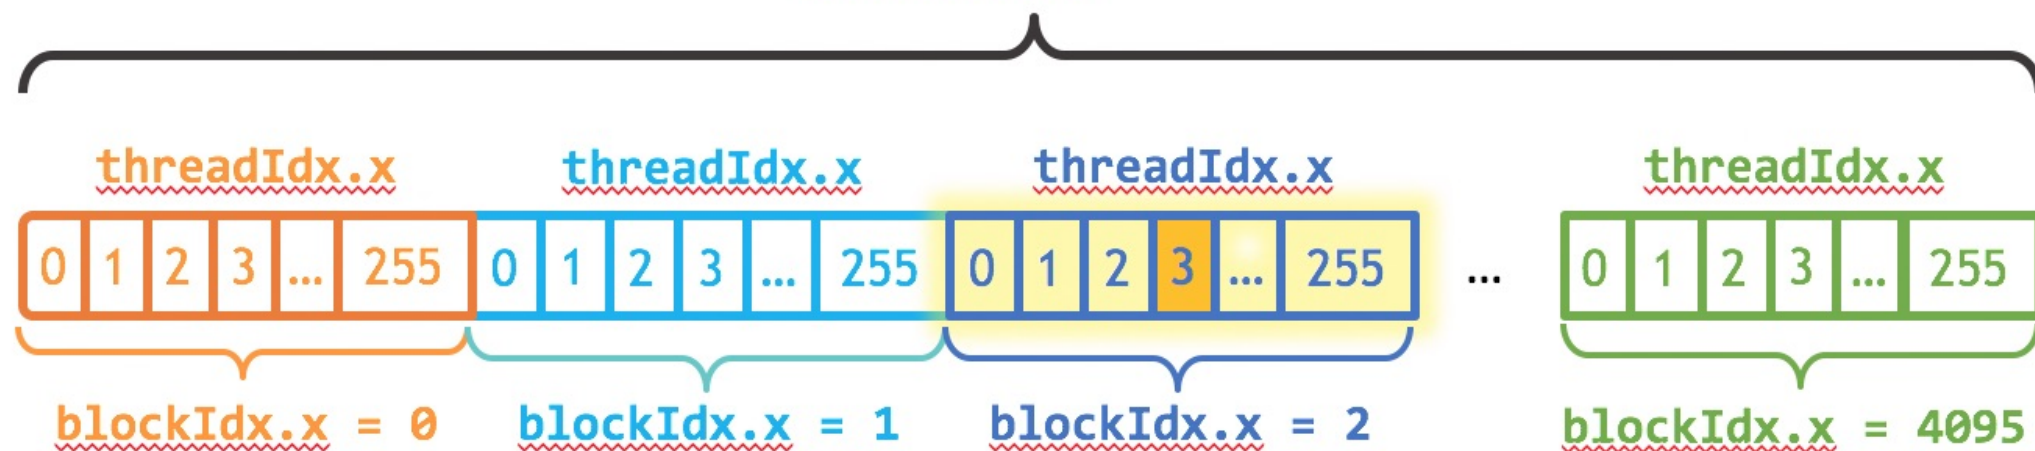 threadIdx.x threadIdx.x threadIdx.x threadIdx.x
0 1 2 3 ... 255 0 1 2 3 ... 255 0 1 2 3 ... 255 ... 0 1 2 3 ... 255
blockIdx.x = 0 blockIdx.x = 1 blockIdx.x = 2 blockIdx.x = 4095